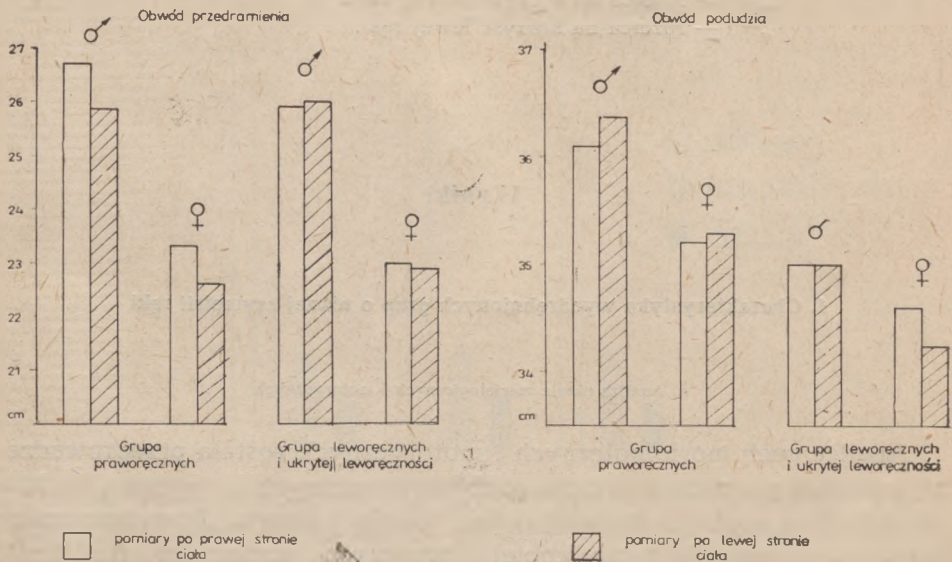 Obwód przedramienia
27
26
25
24
23
22
21
cm
Grupa
praworęcznych
Grupa leworęcznych
i ukrytej leworęczności
Obwód podudzia
37
36
35
34
cm
Grupa
praworęcznych
Grupa leworęcznych
i ukrytej leworęczności
pomiary po prawej stronie
ciała
pomiary po lewej stronie
ciała